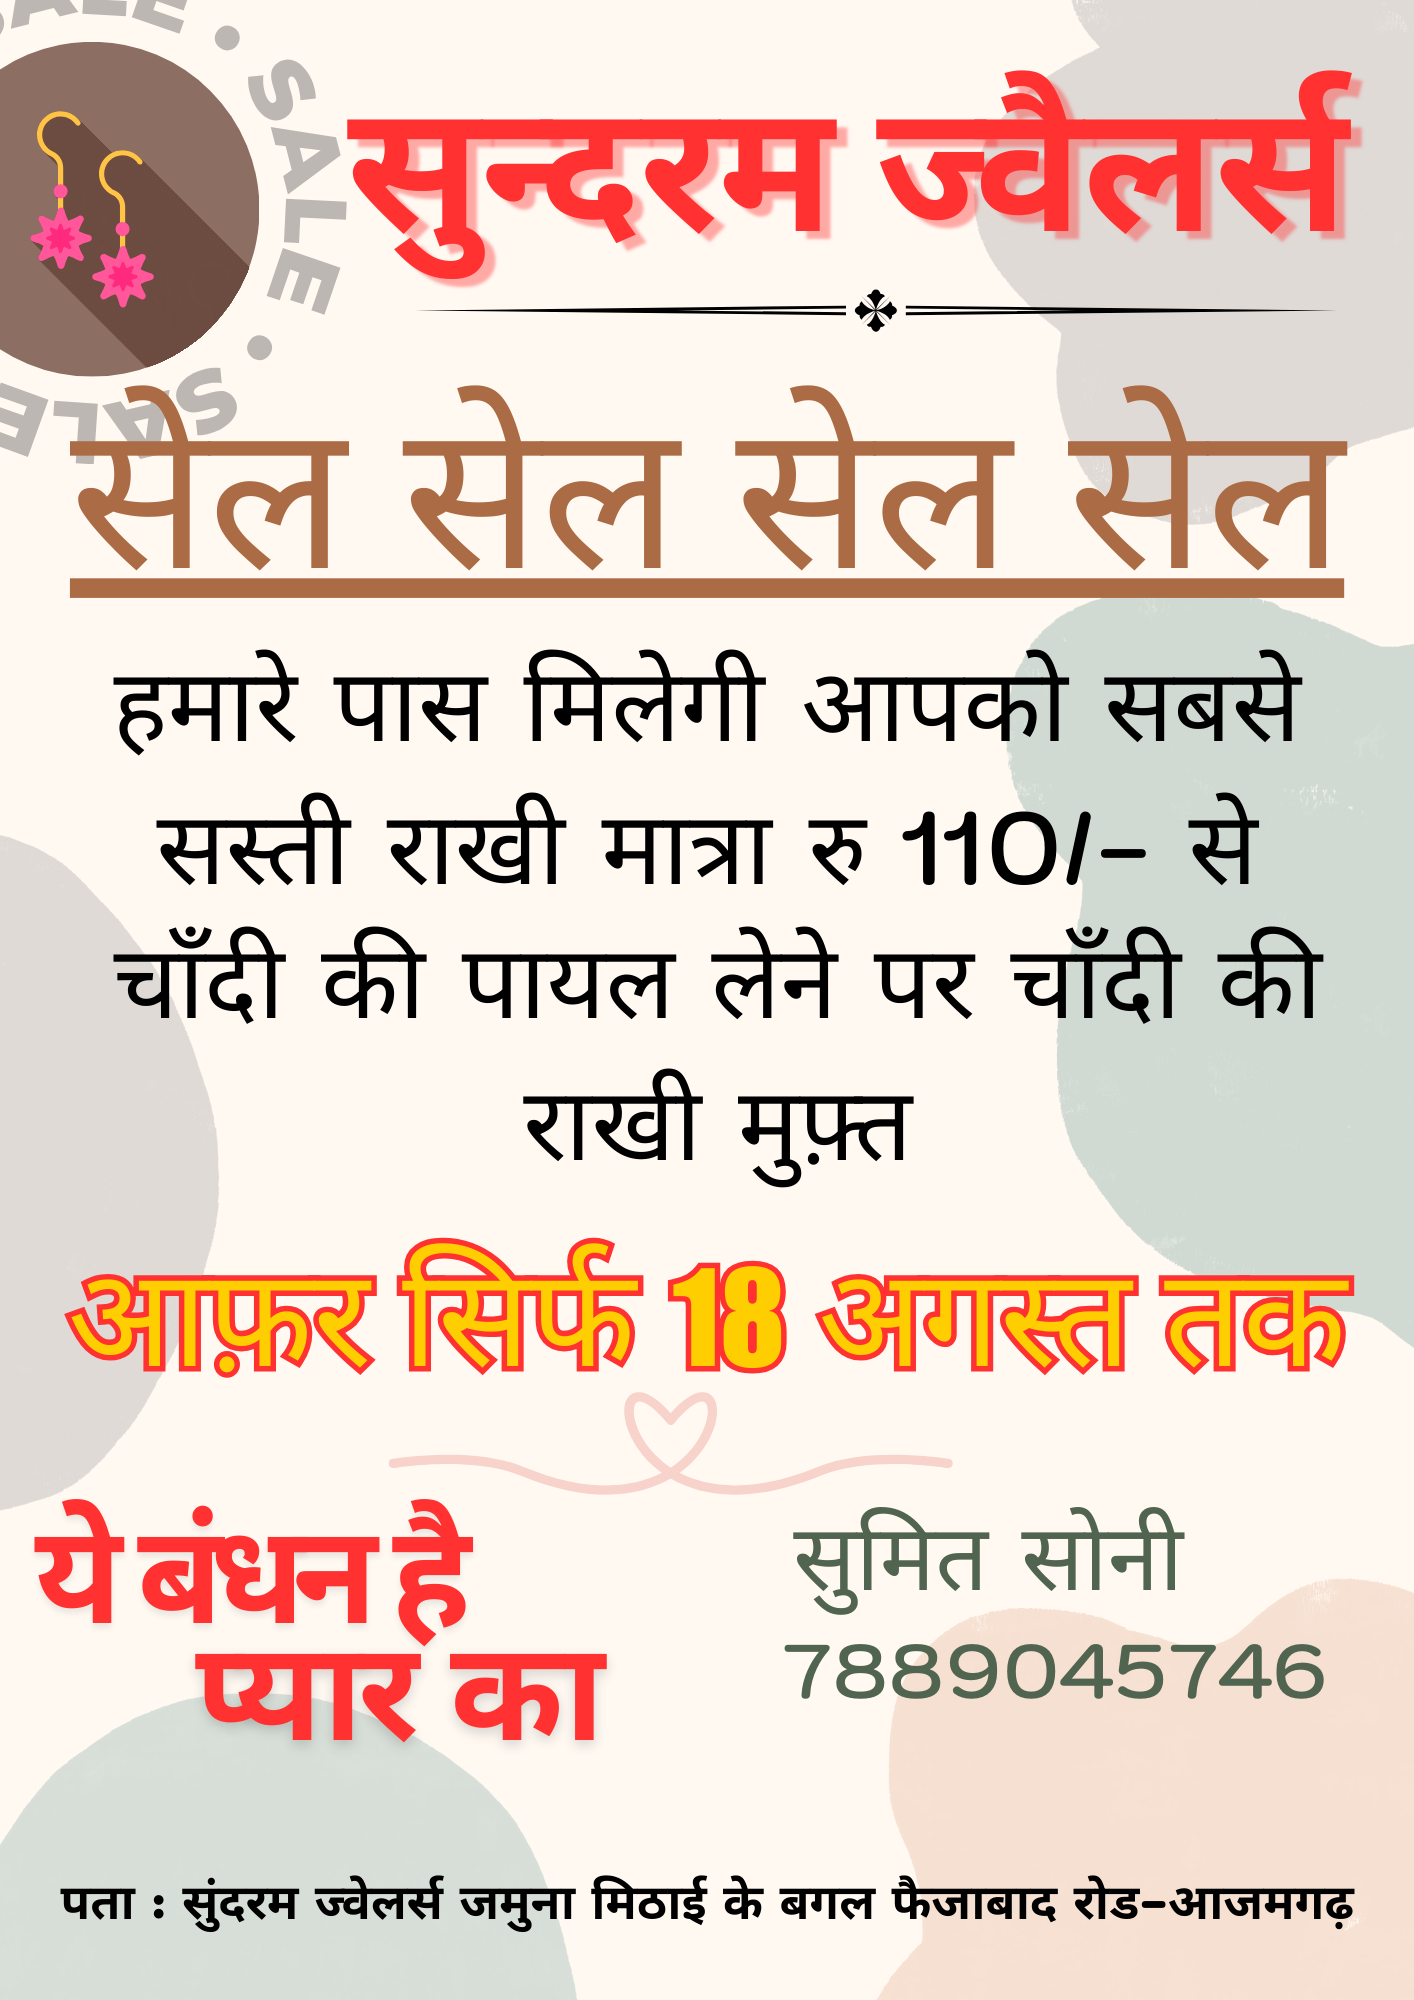 SALE • SALE • SALE
सुन्दरम ज्वैलर्स
सेल सेल सेल सेल
हमारे पास मिलेगी आपको सबसे
सस्ती राखी मात्रा रु 110/- से
चाँदी की पायल लेने पर चाँदी की
राखी मुफ़्त
आफ़र सिर्फ 18 अगस्त तक
ये बंधन है
प्यार का
सुमित सोनी
7889045746
पता : सुंदरम ज्वेलर्स जमुना मिठाई के बगल फैजाबाद रोड-आजमगढ़